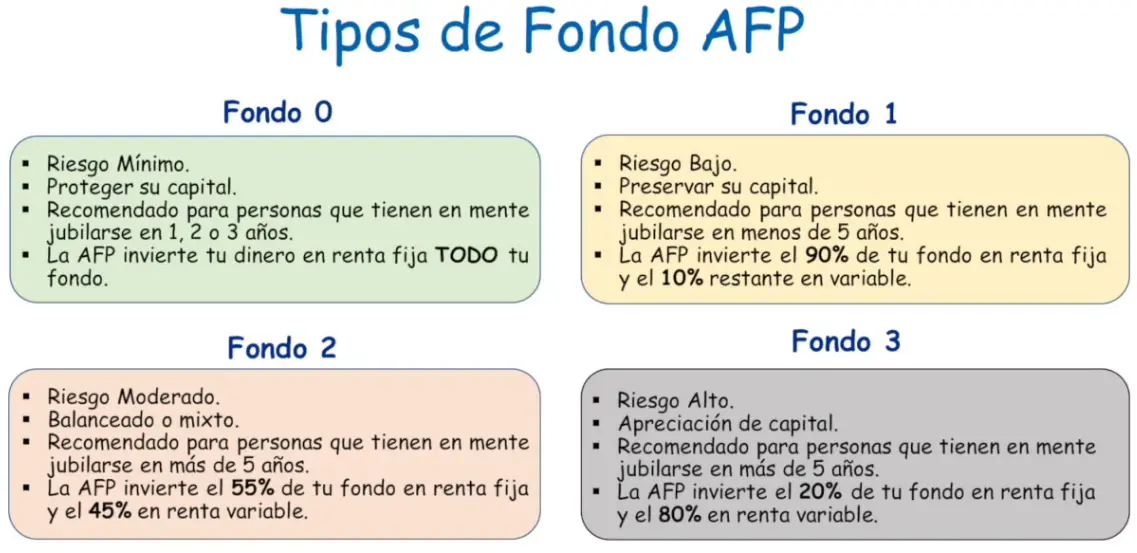 Tipos de Fondo AFP
Fondo 0
▪ Riesgo Mínimo.
▪ Proteger su capital.
▪ Recomendado para personas que tienen en mente
jubilarse en 1, 2 o 3 años.
▪ La AFP invierte tu dinero en renta fija TODO tu
fondo.
Fondo 1
▪ Riesgo Bajo.
▪ Preservar su capital.
▪ Recomendado para personas que tienen en mente
jubilarse en menos de 5 años.
▪ La AFP invierte el 90% de tu fondo en renta fija
y el 10% restante en variable.
Fondo 2
▪ Riesgo Moderado.
▪ Balanceado o mixto.
▪ Recomendado para personas que tienen en mente
jubilarse en más de 5 años.
▪ La AFP invierte el 55% de tu fondo en renta fija
y el 45% en renta variable.
Fondo 3
▪ Riesgo Alto.
▪ Apreciación de capital.
▪ Recomendado para personas que tienen en mente
jubilarse en más de 5 años.
▪ La AFP invierte el 20% de tu fondo en renta fija
y el 80% en renta variable.